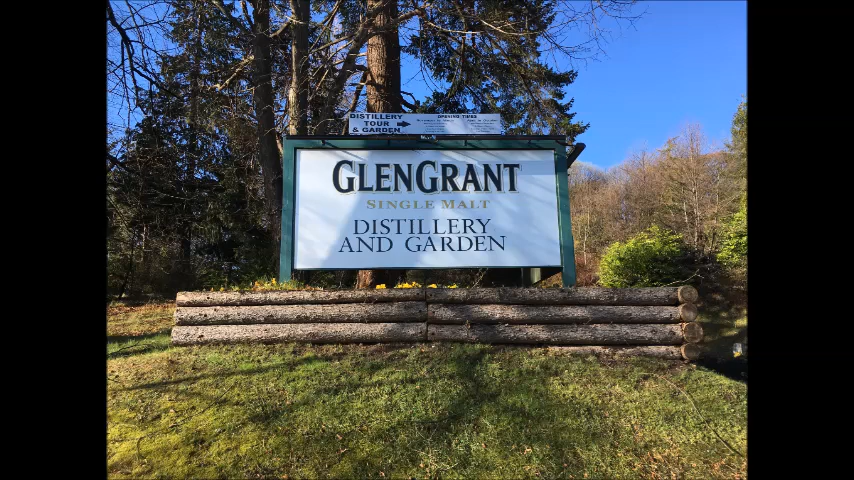 DISTILLERY
TOUR
& GARDEN
OPENING TIMES
GLENGRANT
SINGLE MALT
DISTILLERY
AND GARDEN